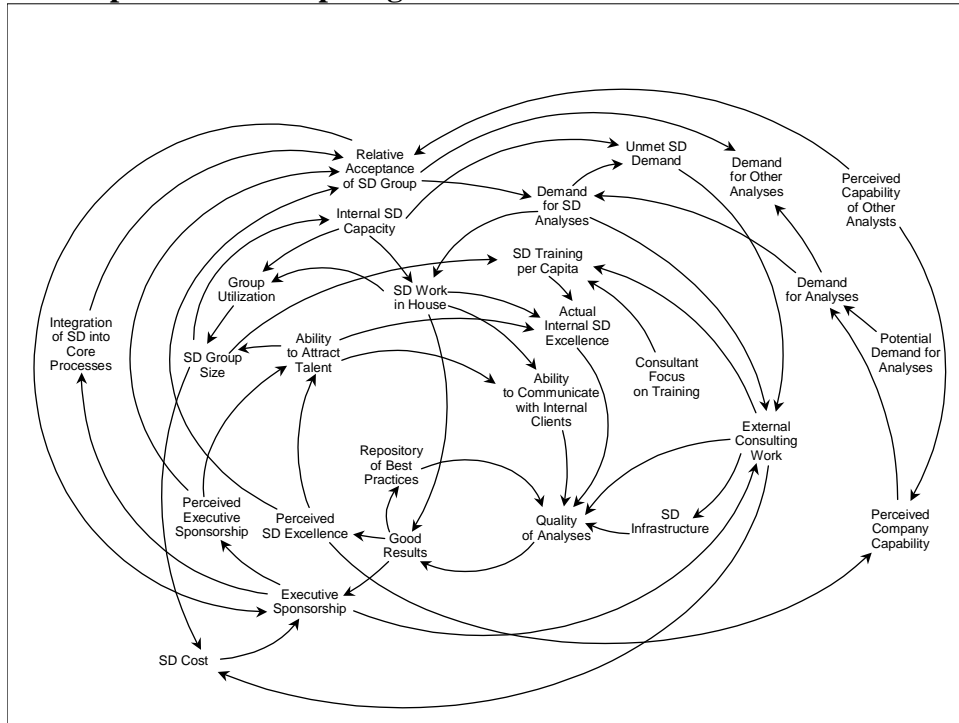 Relative
Acceptance
of SD Group
Unmet SD
Demand
Demand
for Other
Analyses
Perceived
Capability
of Other
Analysts
Demand
for SD
Analyses
Internal SD
Capacity
SD Training
per Capita
Group
Utilization
SD Work
in House
Demand
for Analyses
Actual
Internal SD
Excellence
Integration
of SD into
Core
Processes
SD Group
Size
Ability
to Attract
Talent
Potential
Demand for
Analyses
Consultant
Focus
on Training
Ability
to Communicate
with Internal
Clients
External
Consulting
Work
Repository
of Best
Practices
Perceived
Executive
Sponsorship
Perceived
SD Excellence
Good
Results
Quality
of Analyses
SD
Infrastructure
Perceived
Company
Capability
Executive
Sponsorship
SD Cost